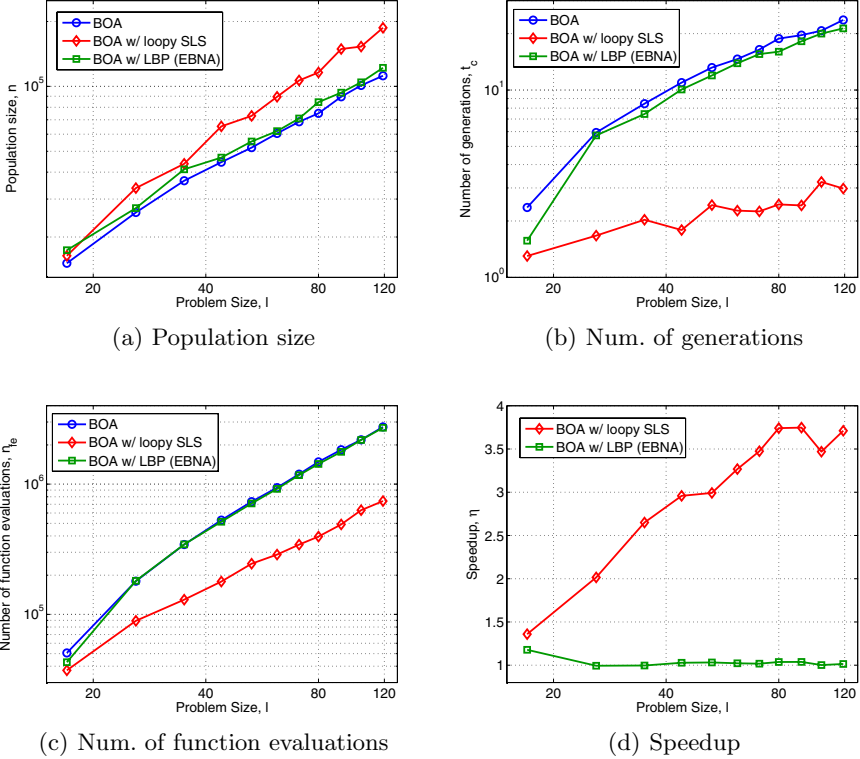 BOA
BOA w/ loopy SLS
BOA w/ LBP (EBNA)
Population size, n
10^5
20 40 80 120
Problem Size, l
(a) Population size
BOA
BOA w/ loopy SLS
BOA w/ LBP (EBNA)
Number of generations, t_c
10^1
10^0
20 40 80 120
Problem Size, l
(b) Num. of generations
BOA
BOA w/ loopy SLS
BOA w/ LBP (EBNA)
Number of function evaluations, n_fe
10^6
10^5
20 40 80 120
Problem Size, l
(c) Num. of function evaluations
BOA w/ loopy SLS
BOA w/ LBP (EBNA)
Speedup, η
4
3.5
3
2.5
2
1.5
1
20 40 80 120
Problem Size, l
(d) Speedup